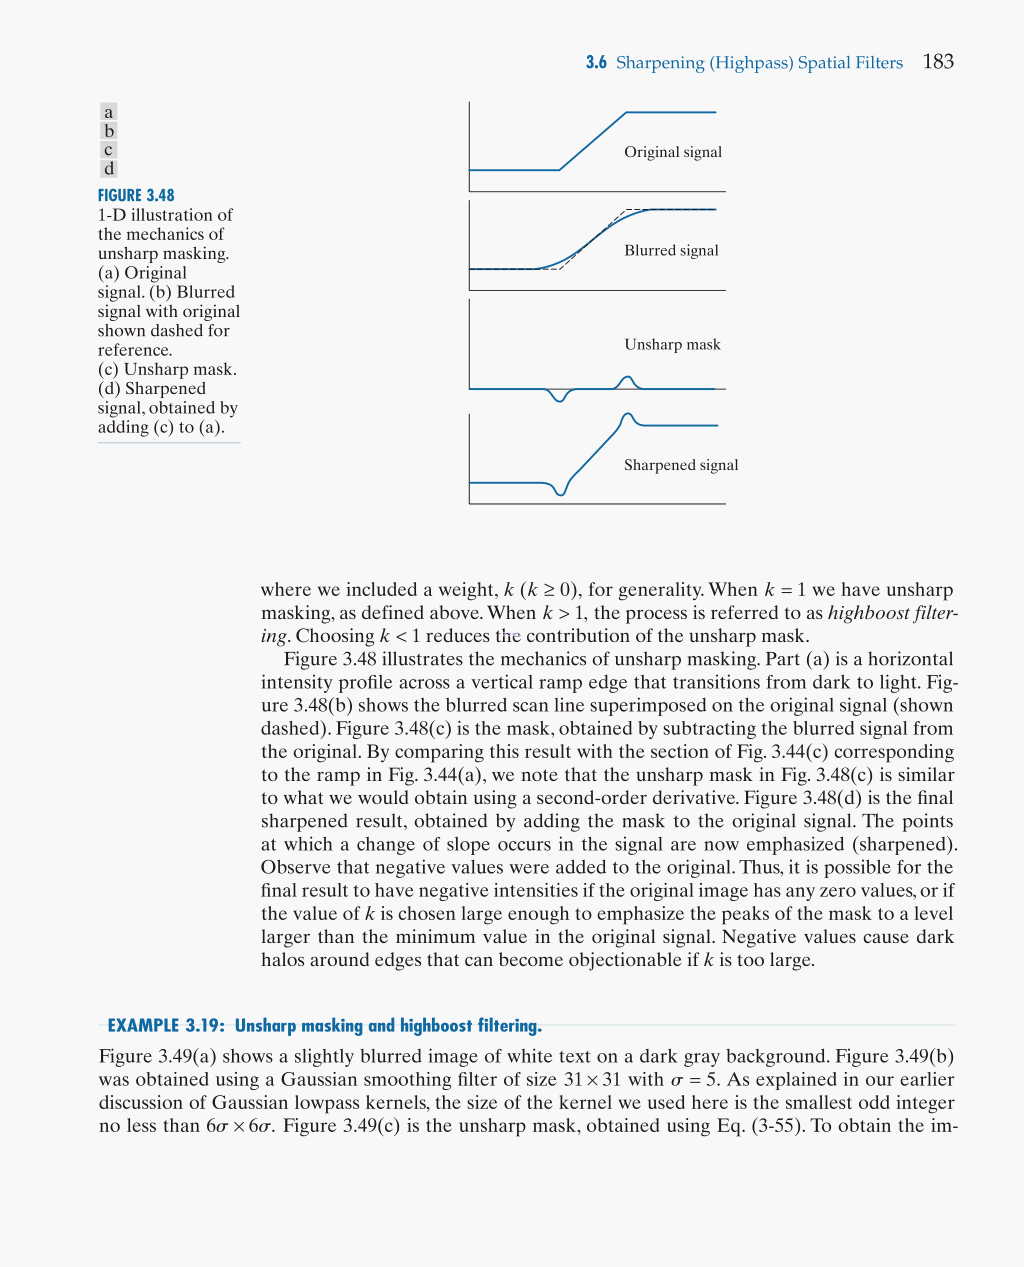 3.6 Sharpening (Highpass) Spatial Filters 183
a
b
c
d
FIGURE 3.48
1-D illustration of
the mechanics of
unsharp masking.
(a) Original
signal. (b) Blurred
signal with original
shown dashed for
reference.
(c) Unsharp mask.
(d) Sharpened
signal, obtained by
adding (c) to (a).
Original signal
Blurred signal
Unsharp mask
Sharpened signal
where we included a weight, k (k ≥ 0), for generality. When k = 1 we have unsharp
masking, as defined above. When k > 1, the process is referred to as highboost filter-
ing. Choosing k < 1 reduces the contribution of the unsharp mask.
Figure 3.48 illustrates the mechanics of unsharp masking. Part (a) is a horizontal
intensity profile across a vertical ramp edge that transitions from dark to light. Fig-
ure 3.48(b) shows the blurred scan line superimposed on the original signal (shown
dashed). Figure 3.48(c) is the mask, obtained by subtracting the blurred signal from
the original. By comparing this result with the section of Fig. 3.44(c) corresponding
to the ramp in Fig. 3.44(a), we note that the unsharp mask in Fig. 3.48(c) is similar
to what we would obtain using a second-order derivative. Figure 3.48(d) is the final
sharpened result, obtained by adding the mask to the original signal. The points
at which a change of slope occurs in the signal are now emphasized (sharpened).
Observe that negative values were added to the original. Thus, it is possible for the
final result to have negative intensities if the original image has any zero values, or if
the value of k is chosen large enough to emphasize the peaks of the mask to a level
larger than the minimum value in the original signal. Negative values cause dark
halos around edges that can become objectionable if k is too large.
EXAMPLE 3.19: Unsharp masking and highboost filtering.
Figure 3.49(a) shows a slightly blurred image of white text on a dark gray background. Figure 3.49(b)
was obtained using a Gaussian smoothing filter of size 31 × 31 with σ = 5. As explained in our earlier
discussion of Gaussian lowpass kernels, the size of the kernel we used here is the smallest odd integer
no less than 6σ × 6σ. Figure 3.49(c) is the unsharp mask, obtained using Eq. (3-55). To obtain the im-